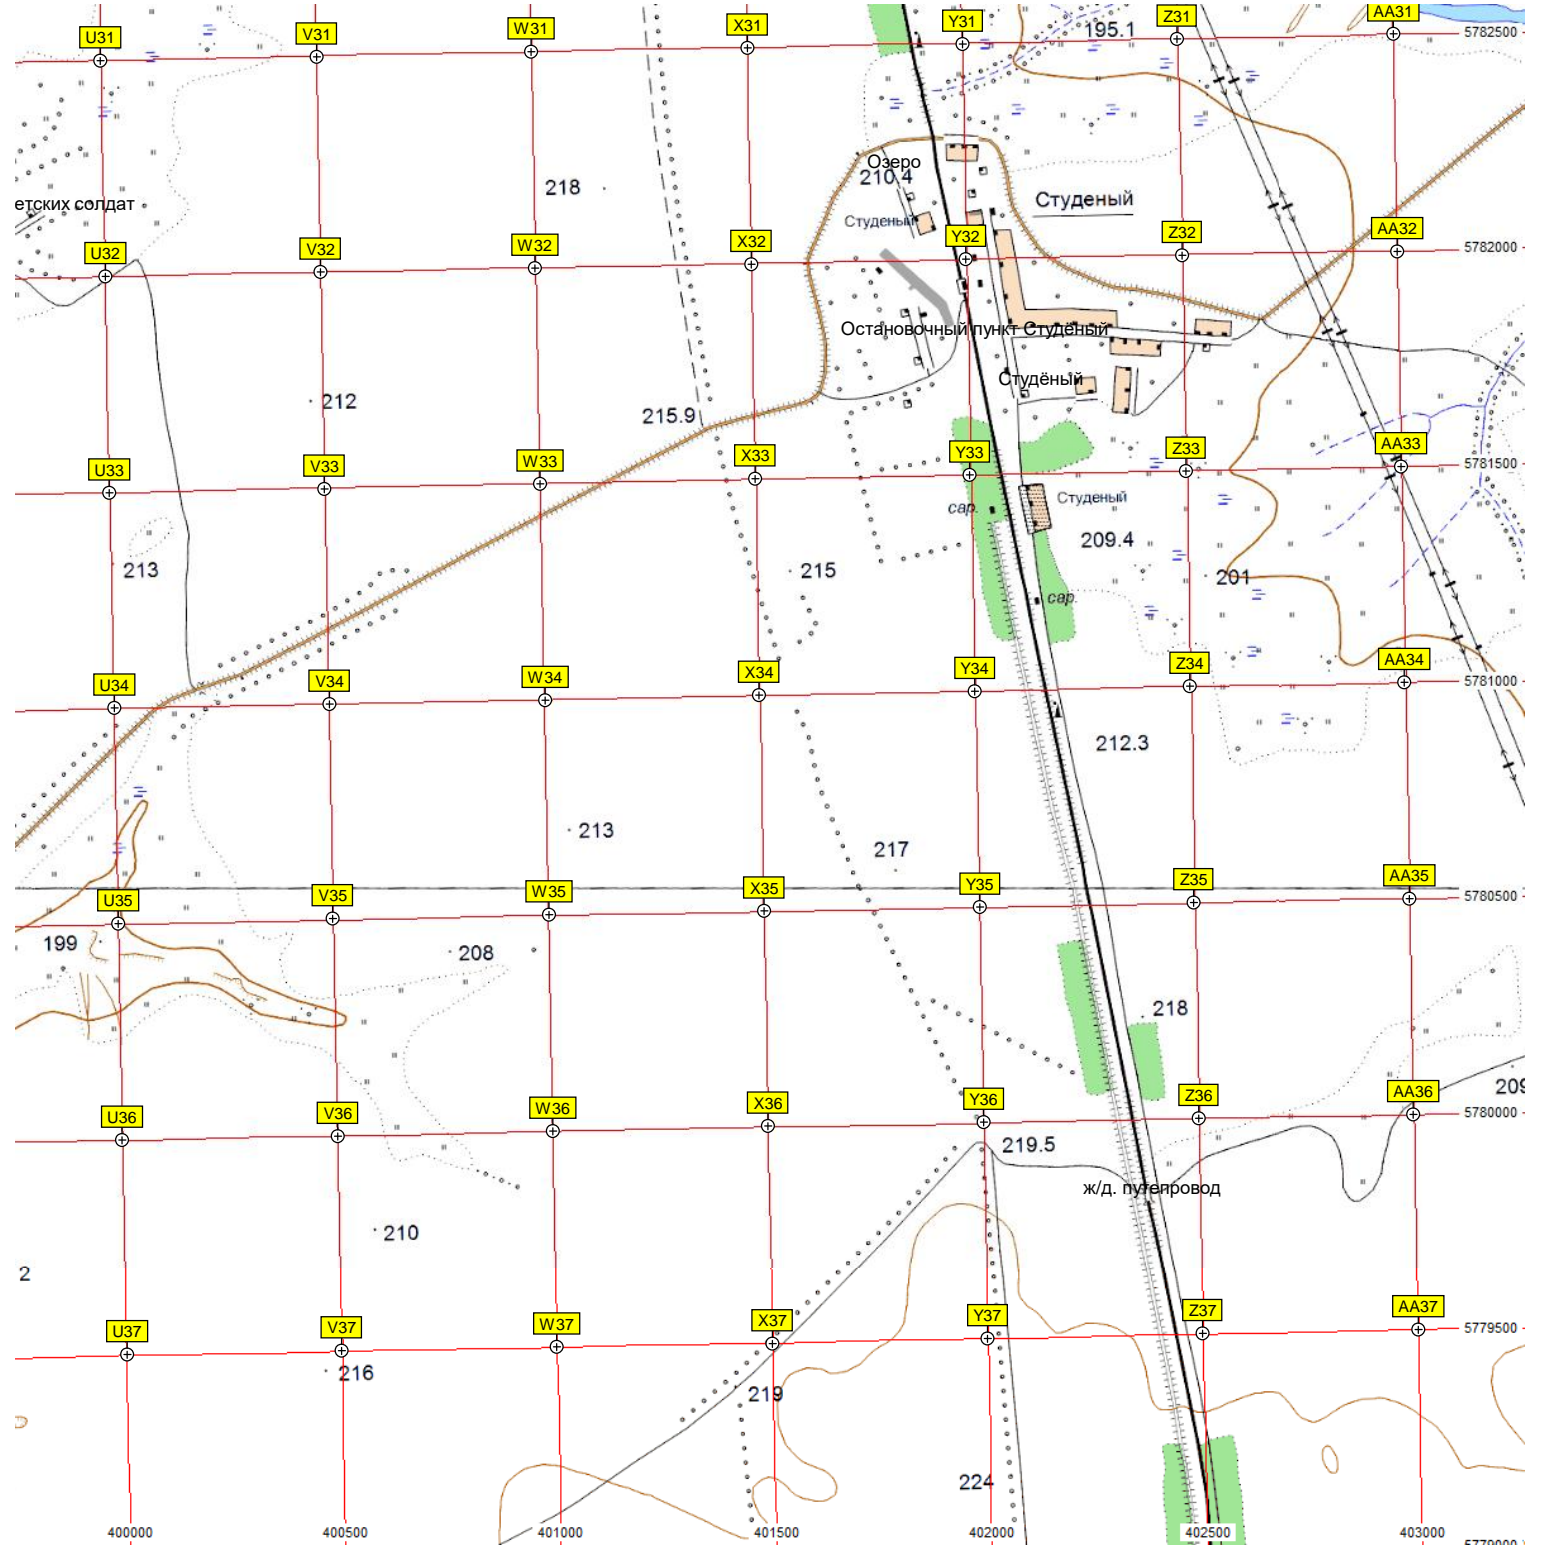 U31 V31 W31 X31 Y31 Z31 AA31
195.1
5782500
218
Озеро
210.4
етских солдат
Студеный
Студеный
U32 V32 W32 X32 Y32 Z32 AA32
5782000
Остановочный пункт Студеный
Студёный
212
215.9
U33 V33 W33 X33 Y33 Z33 AA33
5781500
Студеный
сар.
209.4
213
215
201
сар.
U34 V34 W34 X34 Y34 Z34 AA34
5781000
212.3
213
217
U35 V35 W35 X35 Y35 Z35 AA35
5780500
199
208
218
209
U36 V36 W36 X36 Y36 Z36 AA36
5780000
219.5
ж/д. путепровод
210
2
U37 V37 W37 X37 Y37 Z37 AA37
5779500
216
219
224
400000 400500 401000 401500 402000 402500 403000
5779000